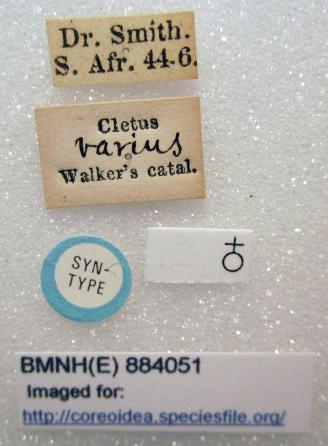 Dr. Smith.
S. Afr. 44-6.
Cletus
varius
Walker's catal.
SYN-
TYPE
♀
BMNH(E) 884051
Imaged for:
http://coreoidea.speciesfile.org/